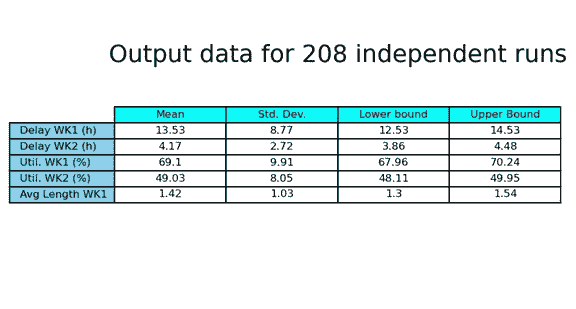 Output data for 208 independent runs
Mean Std. Dev. Lower bound Upper Bound
Delay WK1 (h) 13.53 8.77 12.53 14.53
Delay WK2 (h) 4.17 2.72 3.86 4.48
Util. WK1 (%) 69.1 9.91 67.96 70.24
Util. WK2 (%) 49.03 8.05 48.11 49.95
Avg Length WK1 1.42 1.03 1.3 1.54